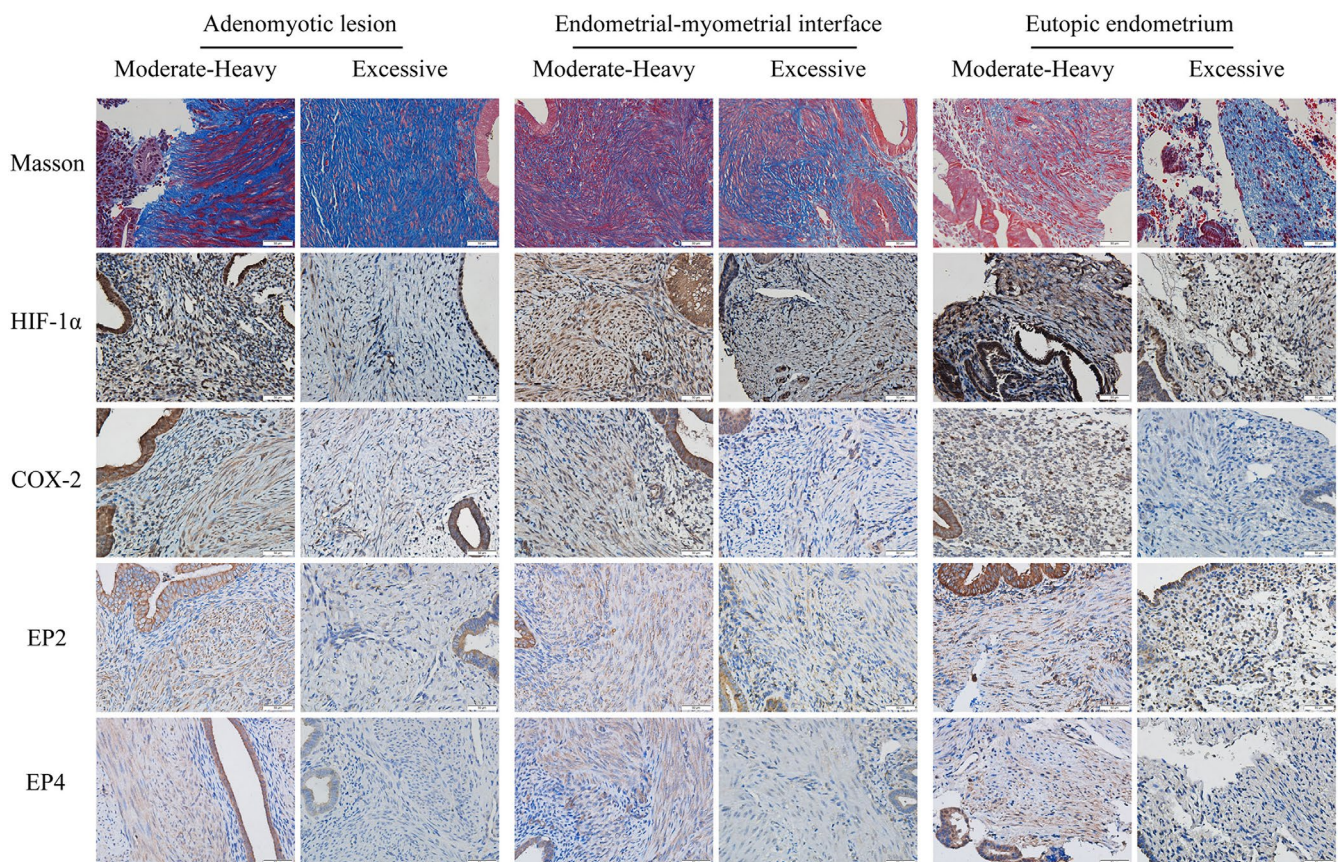 Adenomyotic lesion Endometrial-myometrial interface Eutopic endometrium
Moderate-Heavy Excessive Moderate-Heavy Excessive Moderate-Heavy Excessive
Masson
HIF-1α
COX-2
EP2
EP4